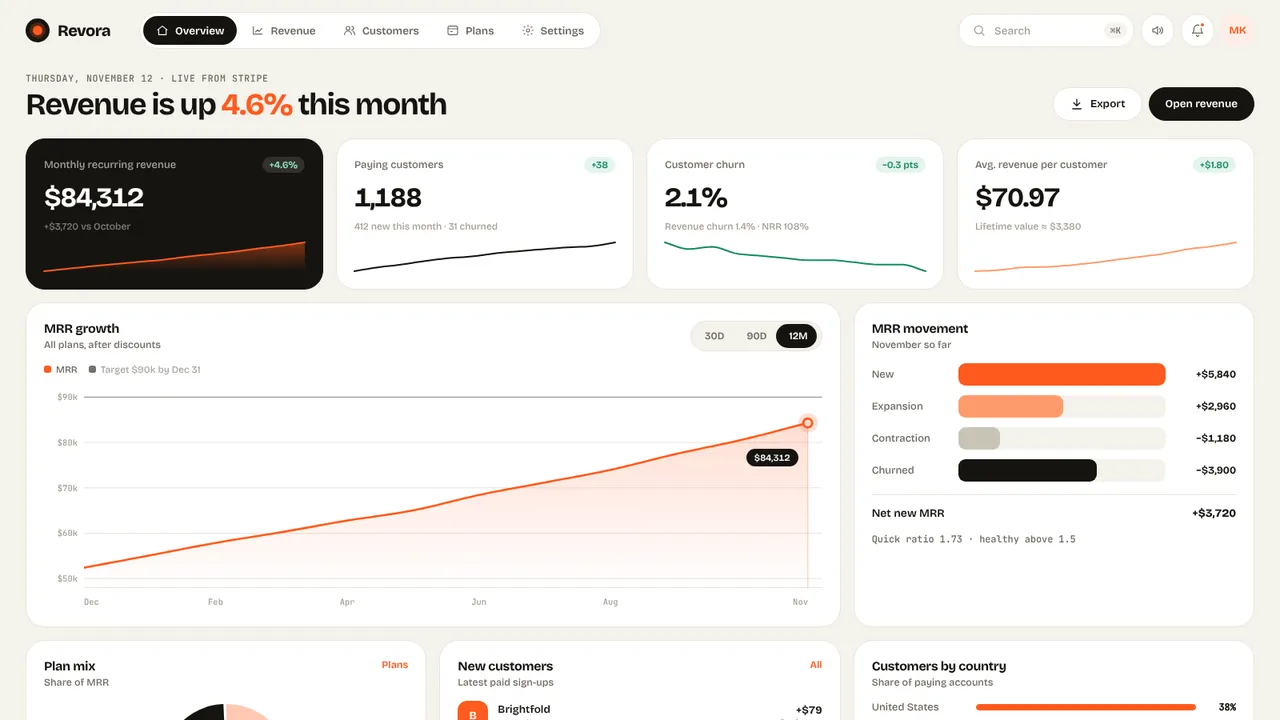 Revora
Overview
Revenue
Customers
Plans
Settings
Search
⌘K
MK
THURSDAY, NOVEMBER 12 · LIVE FROM STRIPE
Revenue is up 4.6% this month
Export
Open revenue
Monthly recurring revenue
+4.6%
$84,312
+$3,720 vs October
Paying customers
+38
1,188
412 new this month · 31 churned
Customer churn
−0.3 pts
2.1%
Revenue churn 1.4% · NRR 108%
Avg. revenue per customer
+$1.80
$70.97
Lifetime value ≈ $3,380
MRR growth
All plans, after discounts
30D
90D
12M
MRR
Target $90k by Dec 31
$90k
$80k
$70k
$60k
$50k
$84,312
Dec
Feb
Apr
Jun
Aug
Nov
MRR movement
November so far
New
+$5,840
Expansion
+$2,960
Contraction
−$1,180
Churned
−$3,900
Net new MRR
+$3,720
Quick ratio 1.73 · healthy above 1.5
Plan mix
Plans
Share of MRR
New customers
All
Latest paid sign-ups
B
Brightfold
+$79
Customers by country
Share of paying accounts
United States
38%